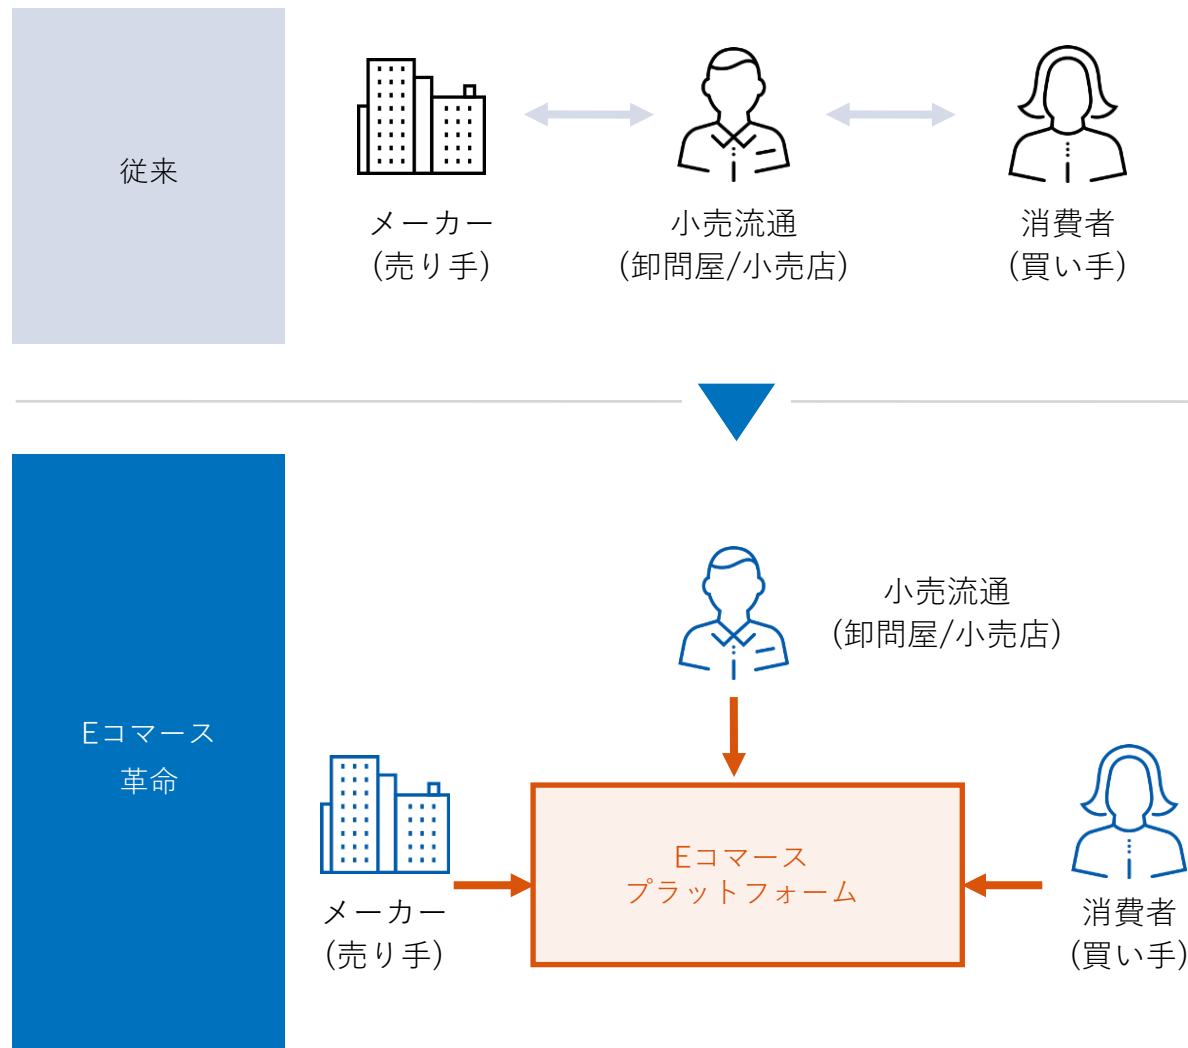 従来
メーカー
(売り手)
小売流通
(卸問屋/小売店)
消費者
(買い手)
Eコマース
革命
小売流通
(卸問屋/小売店)
メーカー
(売り手)
Eコマース
プラットフォーム
消費者
(買い手)